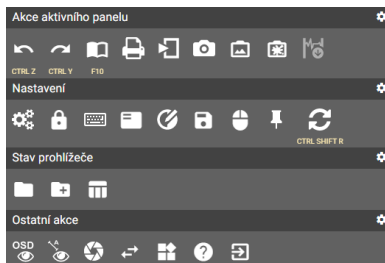 Akce aktivního panelu
CTRL Z CTRL Y F10
Nastavení
CTRL SHIFT R
Stav prohlížeče
Ostatní akce
OSD